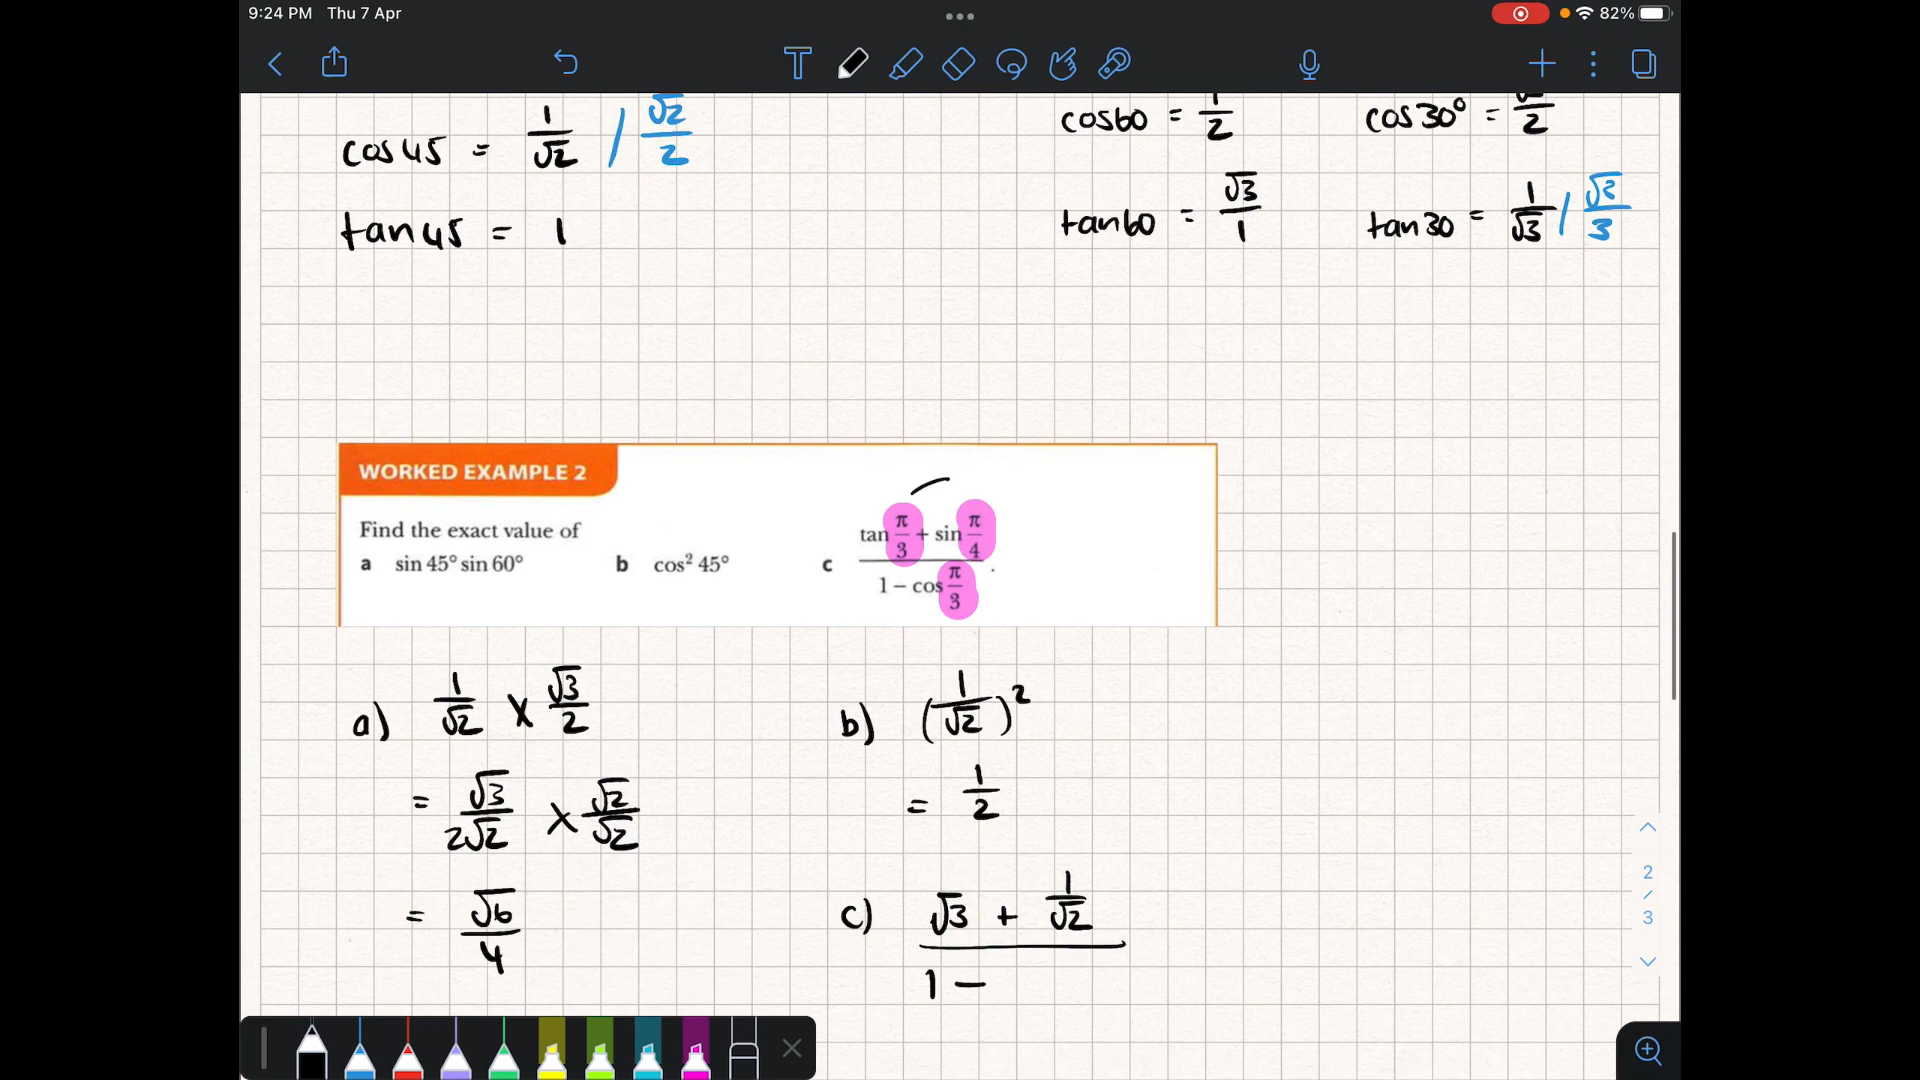 9:24 PM Thu 7 Apr
82%
cos45 = 1/√2 / √2/2
cos60 = 1/2
cos30° = /2
tan45 = 1
tan60 = √3/1
tan30 = 1/√3 / √3/3
WORKED EXAMPLE 2
Find the exact value of
a sin 45° sin 60°
b cos² 45°
c (tan π/3 + sin π/4) / (1 − cos π/3).
a) 1/√2 × √3/2
= √3/2√2 × √2/√2
= √6/4
b) (1/√2)²
= 1/2
c) √3 + 1/√2
1 −
2
/
3